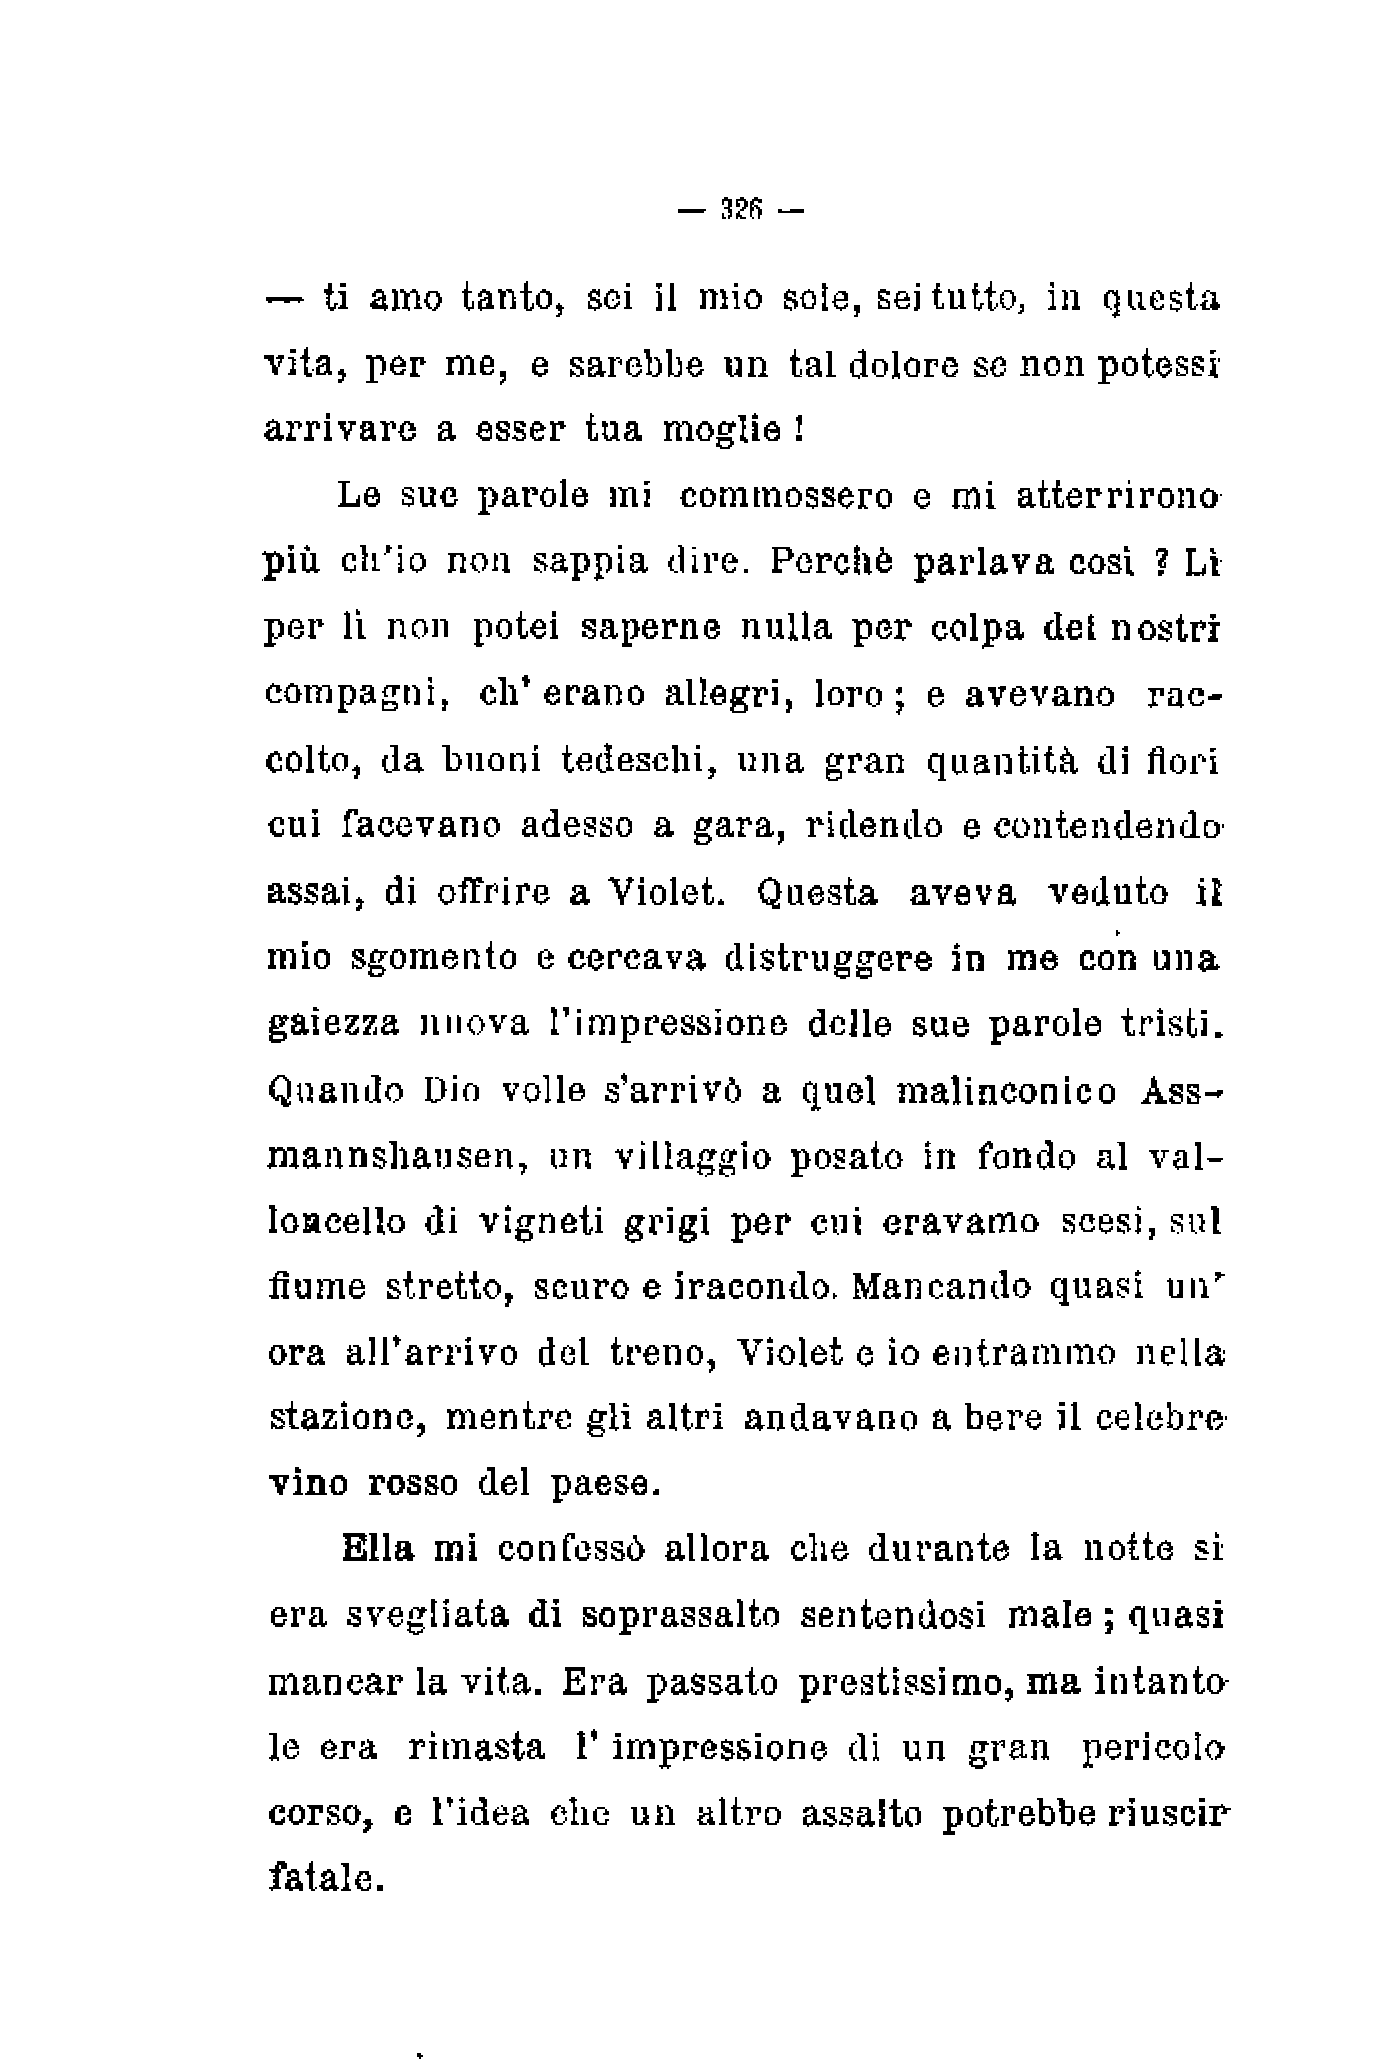 — 326 —
— ti amo tanto, sei il mio sole, sei tutto, in questa
vita, per me, e sarebbe un tal dolore se non potessi
arrivare a esser tua moglie !
Le sue parole mi commossero e mi atterrirono
più ch'io non sappia dire. Perchè parlava così ? Lì
per lì non potei saperne nulla per colpa dei nostri
compagni, ch' erano allegri, loro ; e avevano rac-
colto, da buoni tedeschi, una gran quantità di fiori
cui facevano adesso a gara, ridendo e contendendo
assai, di offrire a Violet. Questa aveva veduto il
mio sgomento e cercava distruggere in me con una
gaiezza nuova l'impressione delle sue parole tristi.
Quando Dio volle s'arrivò a quel malinconico Ass-
mannshausen, un villaggio posato in fondo al val-
loncello di vigneti grigi per cui eravamo scesi, sul
fiume stretto, scuro e iracondo. Mancando quasi un'
ora all'arrivo del treno, Violet e io entrammo nella
stazione, mentre gli altri andavano a bere il celebre
vino rosso del paese.
Ella mi confessò allora che durante la notte si
era svegliata di soprassalto sentendosi male ; quasi
mancar la vita. Era passato prestissimo, ma intanto
le era rimasta l' impressione di un gran pericolo
corso, e l'idea che un altro assalto potrebbe riuscir
fatale.